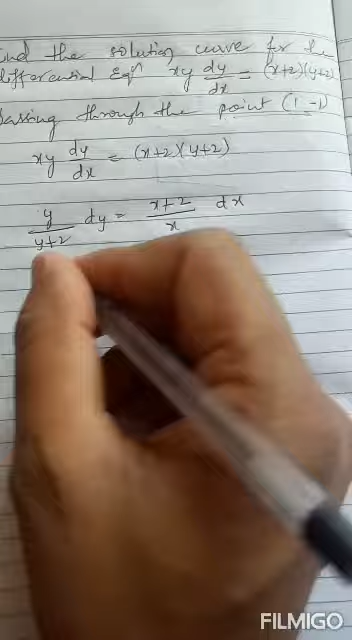 find the solution curve for the
differential Eqⁿ xy dy/dx = (x+2)(y+2)
passing through the point (1 -1)
xy dy/dx = (x+2)(y+2)
y/y+2 dy = x+2/x dx
FILMIGO